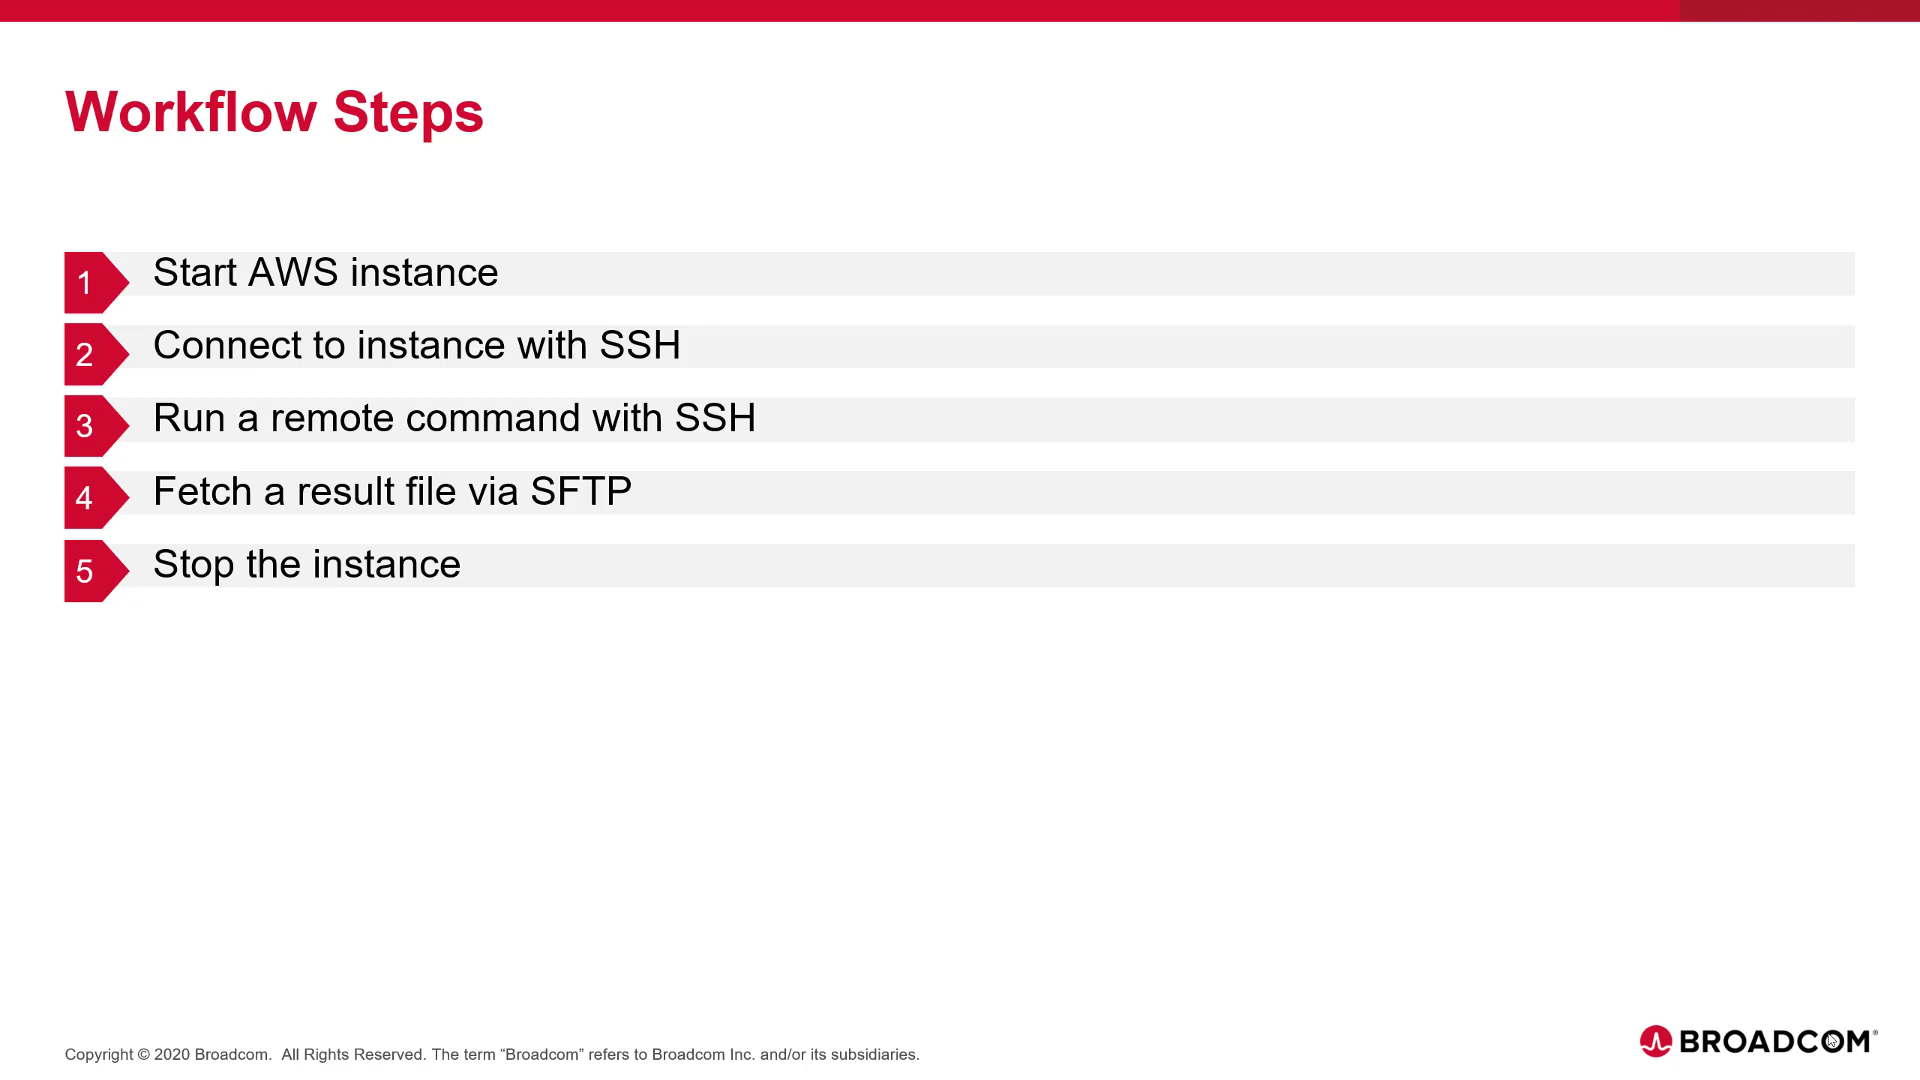 Workflow Steps
1 Start AWS instance
2 Connect to instance with SSH
3 Run a remote command with SSH
4 Fetch a result file via SFTP
5 Stop the instance
Copyright © 2020 Broadcom.  All Rights Reserved. The term “Broadcom” refers to Broadcom Inc. and/or its subsidiaries.
BROADCOM®